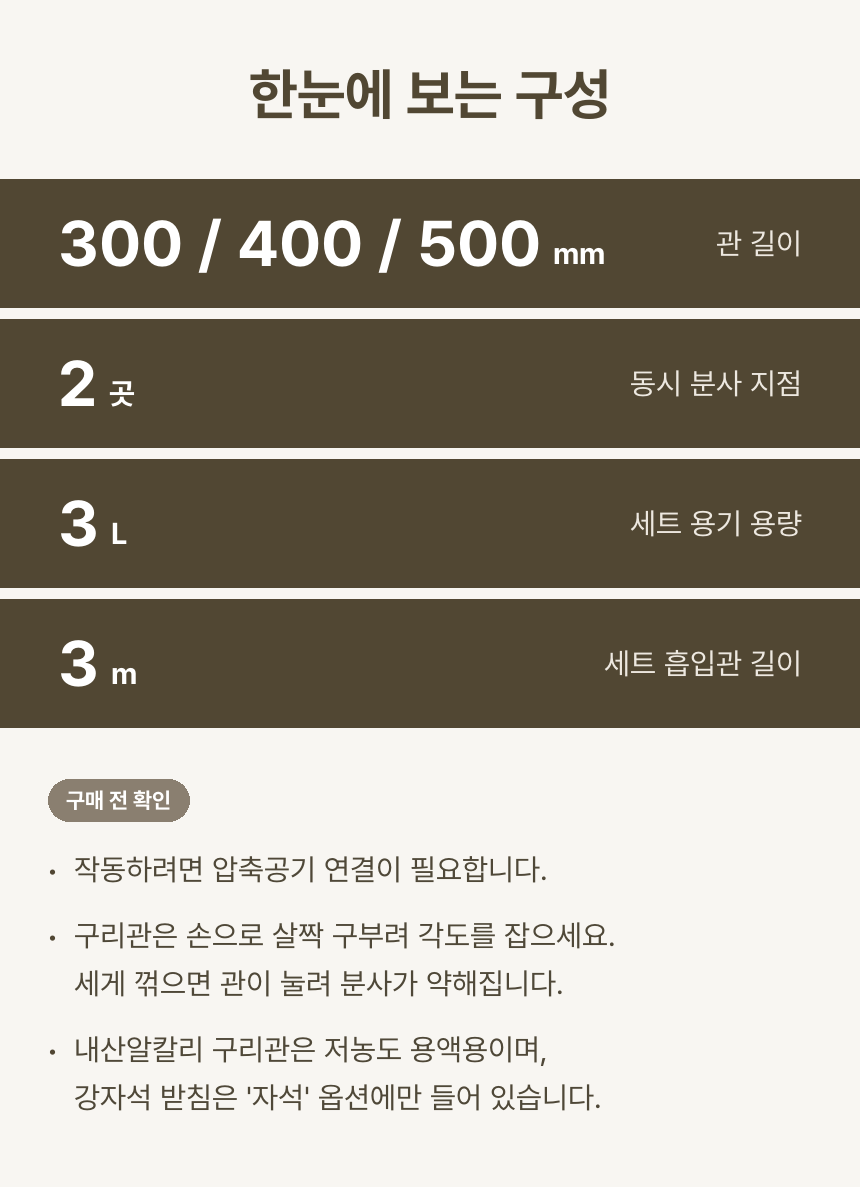 한눈에 보는 구성
300 / 400 / 500 mm 관 길이
2 곳 동시 분사 지점
3 L 세트 용기 용량
3 m 세트 흡입관 길이
구매 전 확인
• 작동하려면 압축공기 연결이 필요합니다.
• 구리관은 손으로 살짝 구부려 각도를 잡으세요.
세게 꺾으면 관이 눌려 분사가 약해집니다.
• 내산알칼리 구리관은 저농도 용액용이며,
강자석 받침은 '자석' 옵션에만 들어 있습니다.